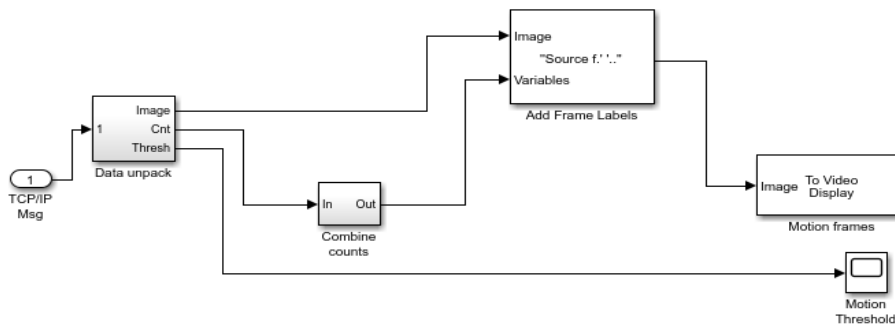 Image
"Source f.' '.."
Variables
Add Frame Labels
Image
1
Cnt
Thresh
Data unpack
1
TCP/IP
Msg
In
Out
Combine
counts
Image
To Video
Display
Motion frames
Motion
Threshold